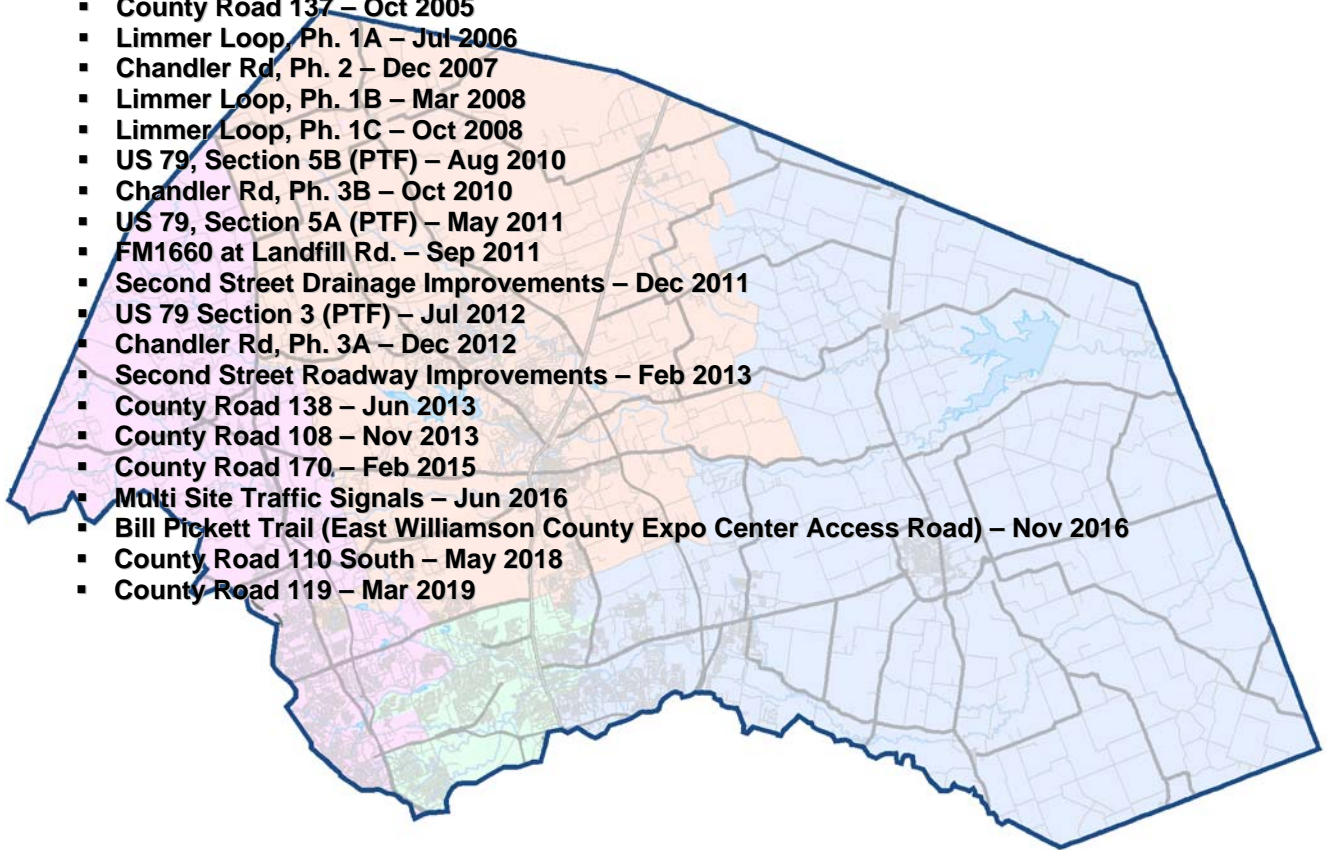 ▪ County Road 137 – Oct 2005
▪ Limmer Loop, Ph. 1A – Jul 2006
▪ Chandler Rd, Ph. 2 – Dec 2007
▪ Limmer Loop, Ph. 1B – Mar 2008
▪ Limmer Loop, Ph. 1C – Oct 2008
▪ US 79, Section 5B (PTF) – Aug 2010
▪ Chandler Rd, Ph. 3B – Oct 2010
▪ US 79, Section 5A (PTF) – May 2011
▪ FM1660 at Landfill Rd. – Sep 2011
▪ Second Street Drainage Improvements – Dec 2011
▪ US 79 Section 3 (PTF) – Jul 2012
▪ Chandler Rd, Ph. 3A – Dec 2012
▪ Second Street Roadway Improvements – Feb 2013
▪ County Road 138 – Jun 2013
▪ County Road 108 – Nov 2013
▪ County Road 170 – Feb 2015
▪ Multi Site Traffic Signals – Jun 2016
▪ Bill Pickett Trail (East Williamson County Expo Center Access Road) – Nov 2016
▪ County Road 110 South – May 2018
▪ County Road 119 – Mar 2019